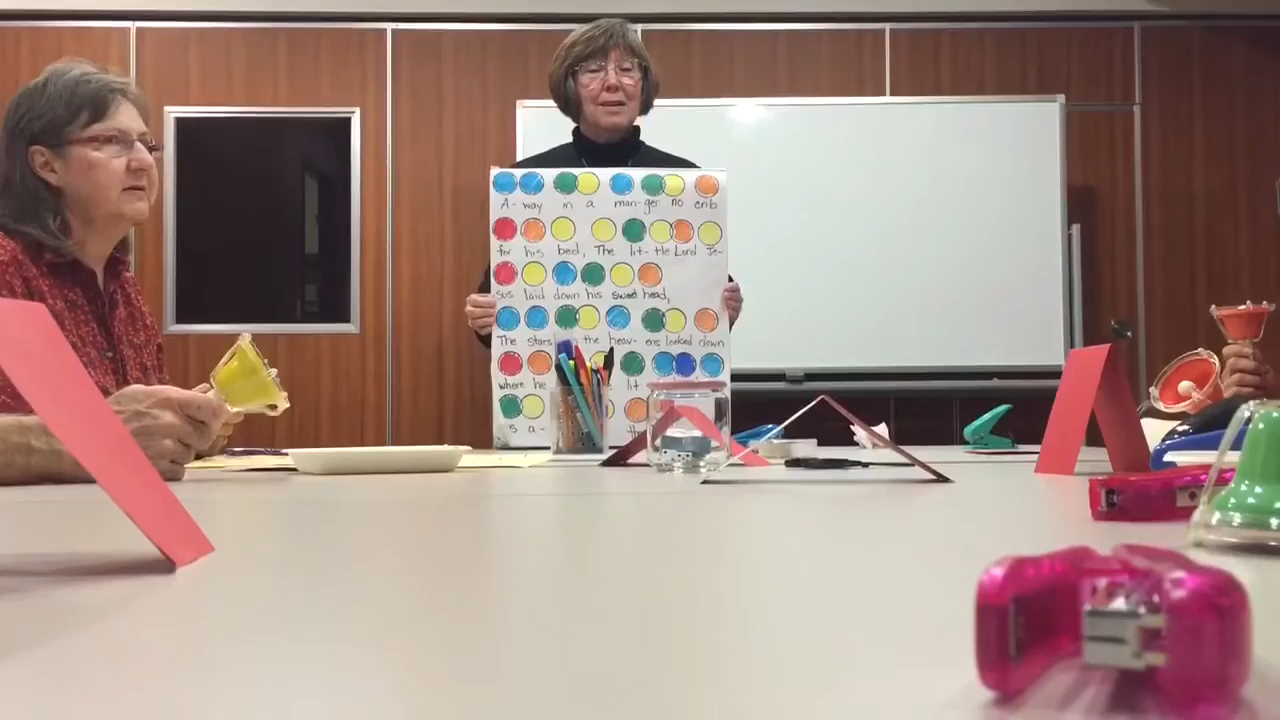 A- way in a man- ger no crib
for his bed, The lit- tle Lord Je-
sus laid down his sweet head,
The stars the heav- ens looked down
where he lit
s a-